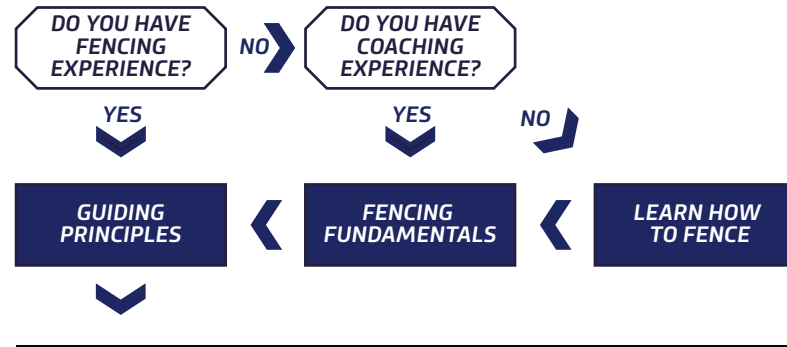 DO YOU HAVE
FENCING
EXPERIENCE?
NO
DO YOU HAVE
COACHING
EXPERIENCE?
YES
YES
NO
GUIDING
PRINCIPLES
FENCING
FUNDAMENTALS
LEARN HOW
TO FENCE